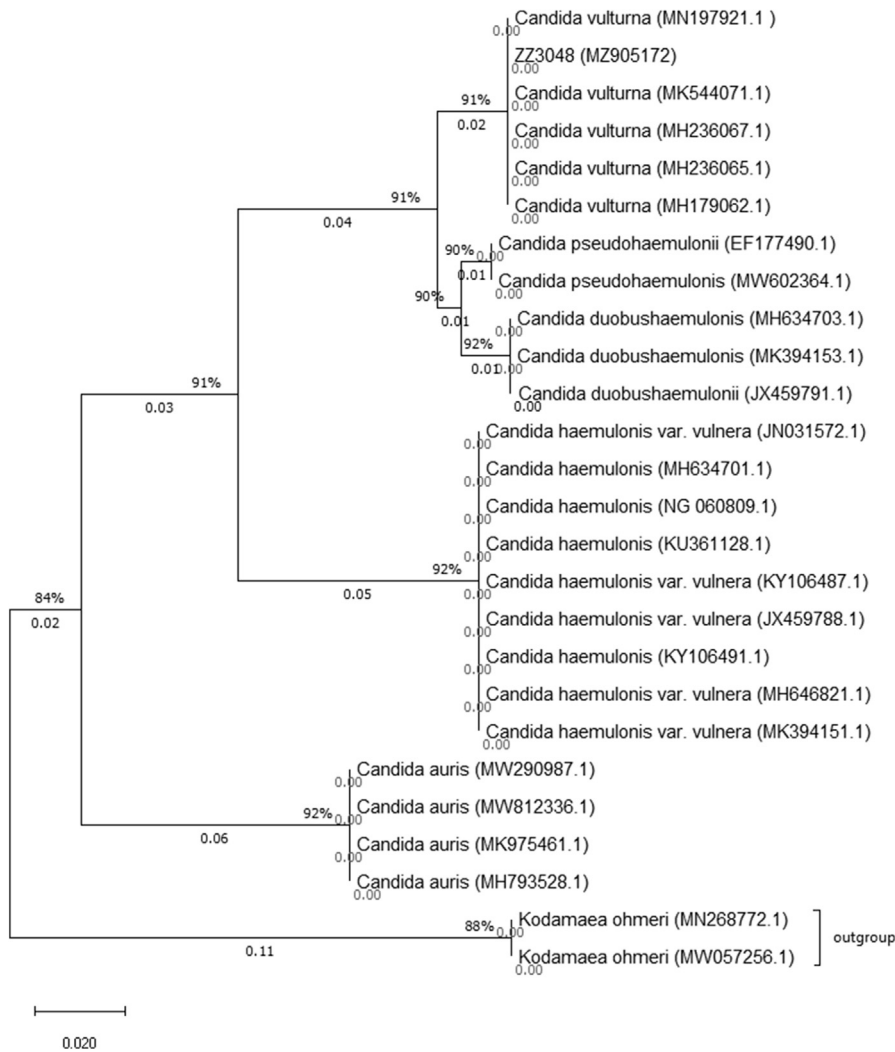 Candida vulturna (MN197921.1 )
0.00
ZZ3048 (MZ905172)
0.00
Candida vulturna (MK544071.1)
0.00
91%
0.02
Candida vulturna (MH236067.1)
0.00
Candida vulturna (MH236065.1)
0.00
Candida vulturna (MH179062.1)
0.00
91%
0.04
Candida pseudohaemulonii (EF177490.1)
0.00
90%
0.01
Candida pseudohaemulonis (MW602364.1)
0.00
90%
0.01
Candida duobushaemulonis (MH634703.1)
0.00
92%
Candida duobushaemulonis (MK394153.1)
0.01
0.00
Candida duobushaemulonii (JX459791.1)
0.00
91%
0.03
Candida haemulonis var. vulnera (JN031572.1)
0.00
Candida haemulonis (MH634701.1)
0.00
Candida haemulonis (NG 060809.1)
0.00
Candida haemulonis (KU361128.1)
0.00
92%
0.05
Candida haemulonis var. vulnera (KY106487.1)
0.00
Candida haemulonis var. vulnera (JX459788.1)
0.00
Candida haemulonis (KY106491.1)
0.00
Candida haemulonis var. vulnera (MH646821.1)
0.00
Candida haemulonis var. vulnera (MK394151.1)
0.00
84%
0.02
Candida auris (MW290987.1)
0.00
Candida auris (MW812336.1)
92%
0.00
0.06
Candida auris (MK975461.1)
0.00
Candida auris (MH793528.1)
0.00
Kodamaea ohmeri (MN268772.1)
88%
0.00
0.11
outgroup
Kodamaea ohmeri (MW057256.1)
0.00
0.020